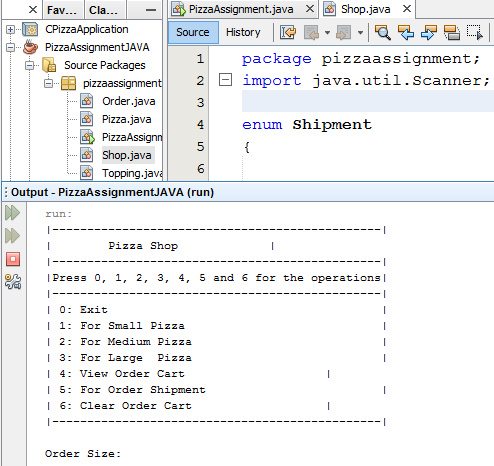 Fav... Cla...
CPizzaApplication
PizzaAssignmentJAVA
Source Packages
pizzaassignment
Order.java
Pizza.java
PizzaAssignm
Shop.java
Topping.java
PizzaAssignment.java Shop.java
Source History
1 package pizzaassignment;
2 import java.util.Scanner;
3
4 enum Shipment
5 {
6
Output - PizzaAssignmentJAVA (run)
run:
|-----------------------------------------------|
Pizza Shop |
|-----------------------------------------------|
|Press 0, 1, 2, 3, 4, 5 and 6 for the operations|
|-----------------------------------------------|
| 0: Exit |
| 1: For Small Pizza |
| 2: For Medium Pizza |
| 3: For Large  Pizza |
| 4: View Order Cart |
| 5: For Order Shipment |
| 6: Clear Order Cart |
|-----------------------------------------------|
Order Size: